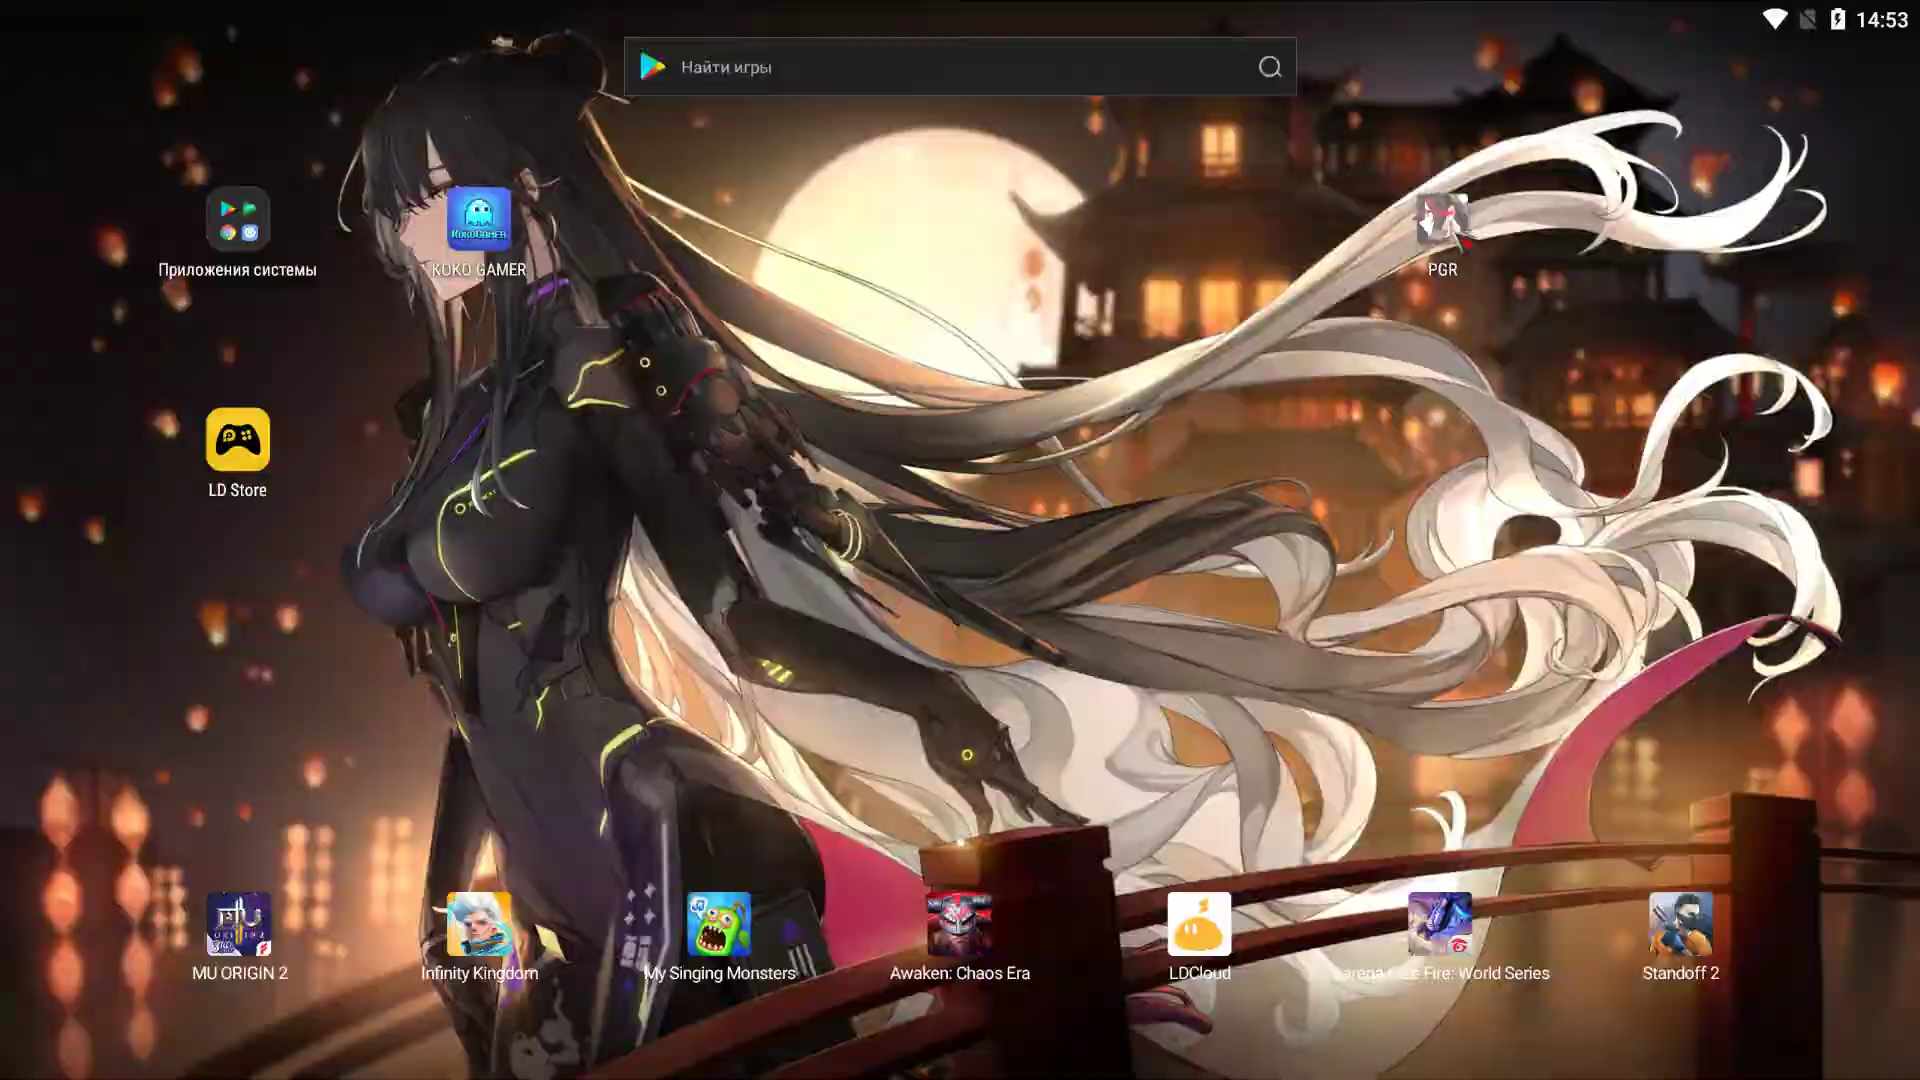 14:53
Найти игры
KOKOGAMER
Приложения системы
KOKO GAMER
PGR
LD Store
MU ORIGIN 2
Infinity Kingdom
My Singing Monsters
Awaken: Chaos Era
LDCloud
Fire: World Series
Standoff 2